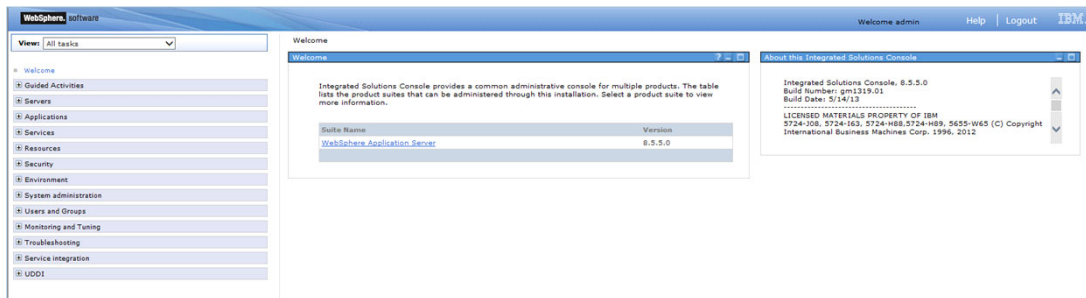 WebSphere. software
Welcome admin
Help | Logout
IBM.
View: All tasks
Welcome
Guided Activities
Servers
Applications
Services
Resources
Security
Environment
System administration
Users and Groups
Monitoring and Tuning
Troubleshooting
Service integration
UDDI
Welcome
Welcome
Integrated Solutions Console provides a common administrative console for multiple products. The table
lists the product suites that can be administered through this installation. Select a product suite to view
more information.
Suite Name Version
WebSphere Application Server 8.5.5.0
About this Integrated Solutions Console
Integrated Solutions Console, 8.5.5.0
Build Number: gm1319.01
Build Date: 5/14/13
----------------------------------
LICENSED MATERIALS PROPERTY OF IBM
5724-J08, 5724-I63, 5724-H88,5724-H89, 5655-W65 (C) Copyright
International Business Machines Corp. 1996, 2012